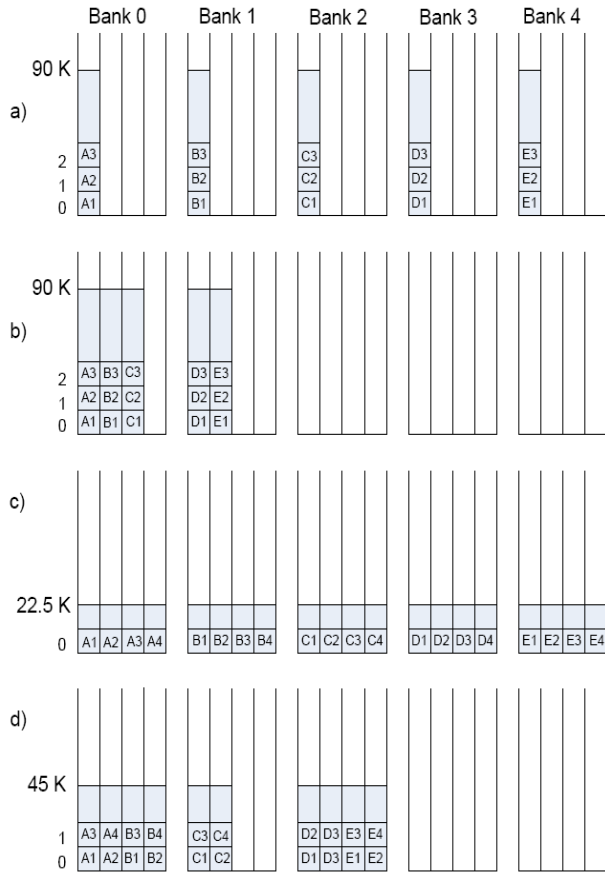 Bank 0 Bank 1 Bank 2 Bank 3 Bank 4
90 K
a)
2 A3 B3 C3 D3 E3
1 A2 B2 C2 D2 E2
0 A1 B1 C1 D1 E1
90 K
b)
2 A3 B3 C3 D3 E3
1 A2 B2 C2 D2 E2
0 A1 B1 C1 D1 E1
c)
22.5 K
0 A1 A2 A3 A4 B1 B2 B3 B4 C1 C2 C3 C4 D1 D2 D3 D4 E1 E2 E3 E4
d)
45 K
1 A3 A4 B3 B4 C3 C4 D2 D3 E3 E4
0 A1 A2 B1 B2 C1 C2 D1 D3 E1 E2